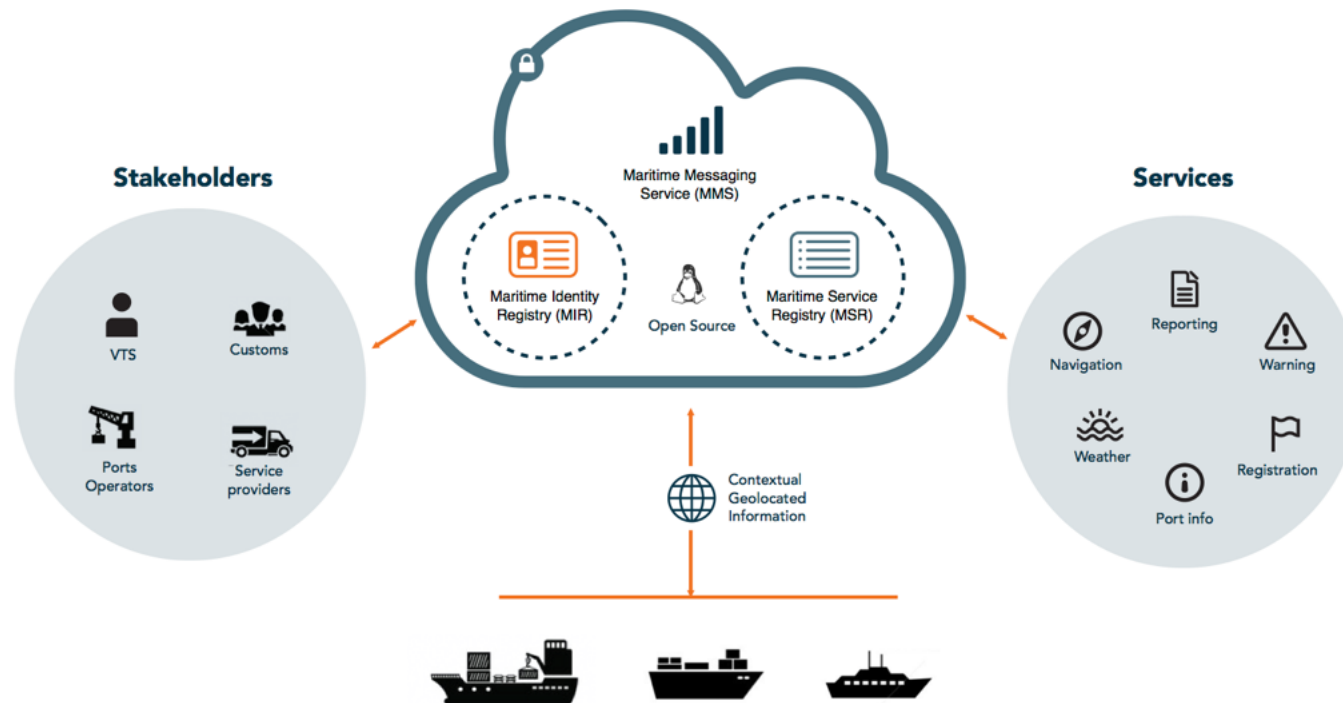 Maritime Messaging
Service (MMS)
Stakeholders
Services
Maritime Identity
Registry (MIR)
Open Source
Maritime Service
Registry (MSR)
VTS
Customs
Ports
Operators
Service
providers
Reporting
Navigation
Warning
Weather
Registration
Port info
Contextual
Geolocated
Information